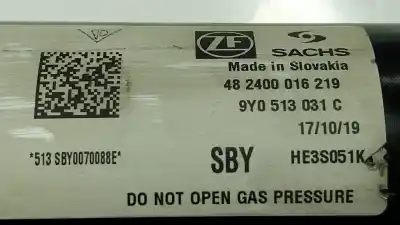 ZF
SACHS
Made in Slovakia
48 2400 016 219
9Y0 513 031 C
17/10/19
*513 SBY0070088E*
SBY
HE3S051K
DO NOT OPEN GAS PRESSURE